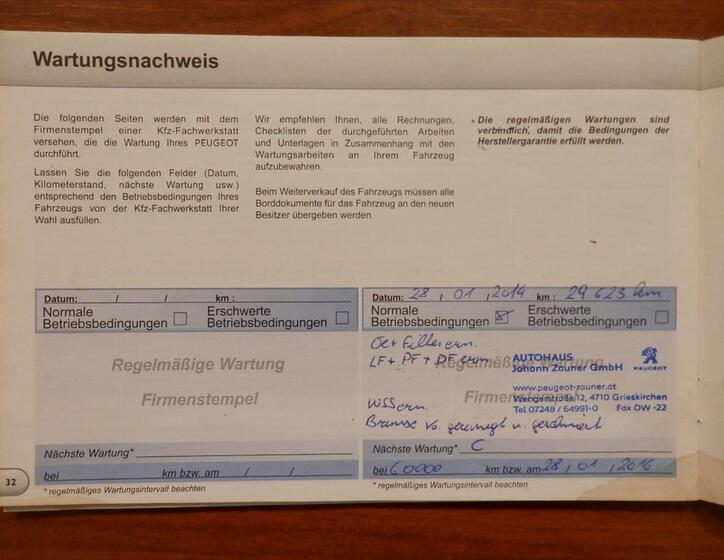 Wartungsnachweis
Die folgenden Seiten werden mit dem
Firmenstempel einer Kfz-Fachwerkstatt
versehen, die die Wartung Ihres PEUGEOT
durchführt.
Lassen Sie die folgenden Felder (Datum,
Kilometerstand, nächste Wartung usw.)
entsprechend den Betriebsbedingungen Ihres
Fahrzeugs von der Kfz-Fachwerkstatt Ihrer
Wahl ausfüllen.
Wir empfehlen Ihnen, alle Rechnungen,
Checklisten der durchgeführten Arbeiten
und Unterlagen in Zusammenhang mit den
Wartungsarbeiten an Ihrem Fahrzeug
aufzubewahren.
Beim Weiterverkauf des Fahrzeugs müssen alle
Borddokumente für das Fahrzeug an den neuen
Besitzer übergeben werden.
Die regelmäßigen Wartungen sind
verbindlich, damit die Bedingungen der
Herstellergarantie erfüllt werden.
Datum: / / km :
Normale
Betriebsbedingungen
Erschwerte
Betriebsbedingungen
Regelmäßige Wartung
Firmenstempel
Nächste Wartung*
bei km bzw. am / /
* regelmäßiges Wartungsintervall beachten
Datum: 28 / 01 / 2014 km : 29 623 km
Normale
Betriebsbedingungen
Erschwerte
Betriebsbedingungen
Regelmäßige Wartung
Firmenstempel
LF + PF +
AUTOHAUS
Johann Zauner GmbH
PEUGEOT
www.peugeot-zauner.at
Wengerstraße 12, 4710 Grieskirchen
Tel 07248 / 64991-0 Fax DW -22
Bremse Vo. gereinigt u. geschmiert
Nächste Wartung* C
bei 60000 km bzw. am 28 / 01 / 2016
* regelmäßiges Wartungsintervall beachten
32